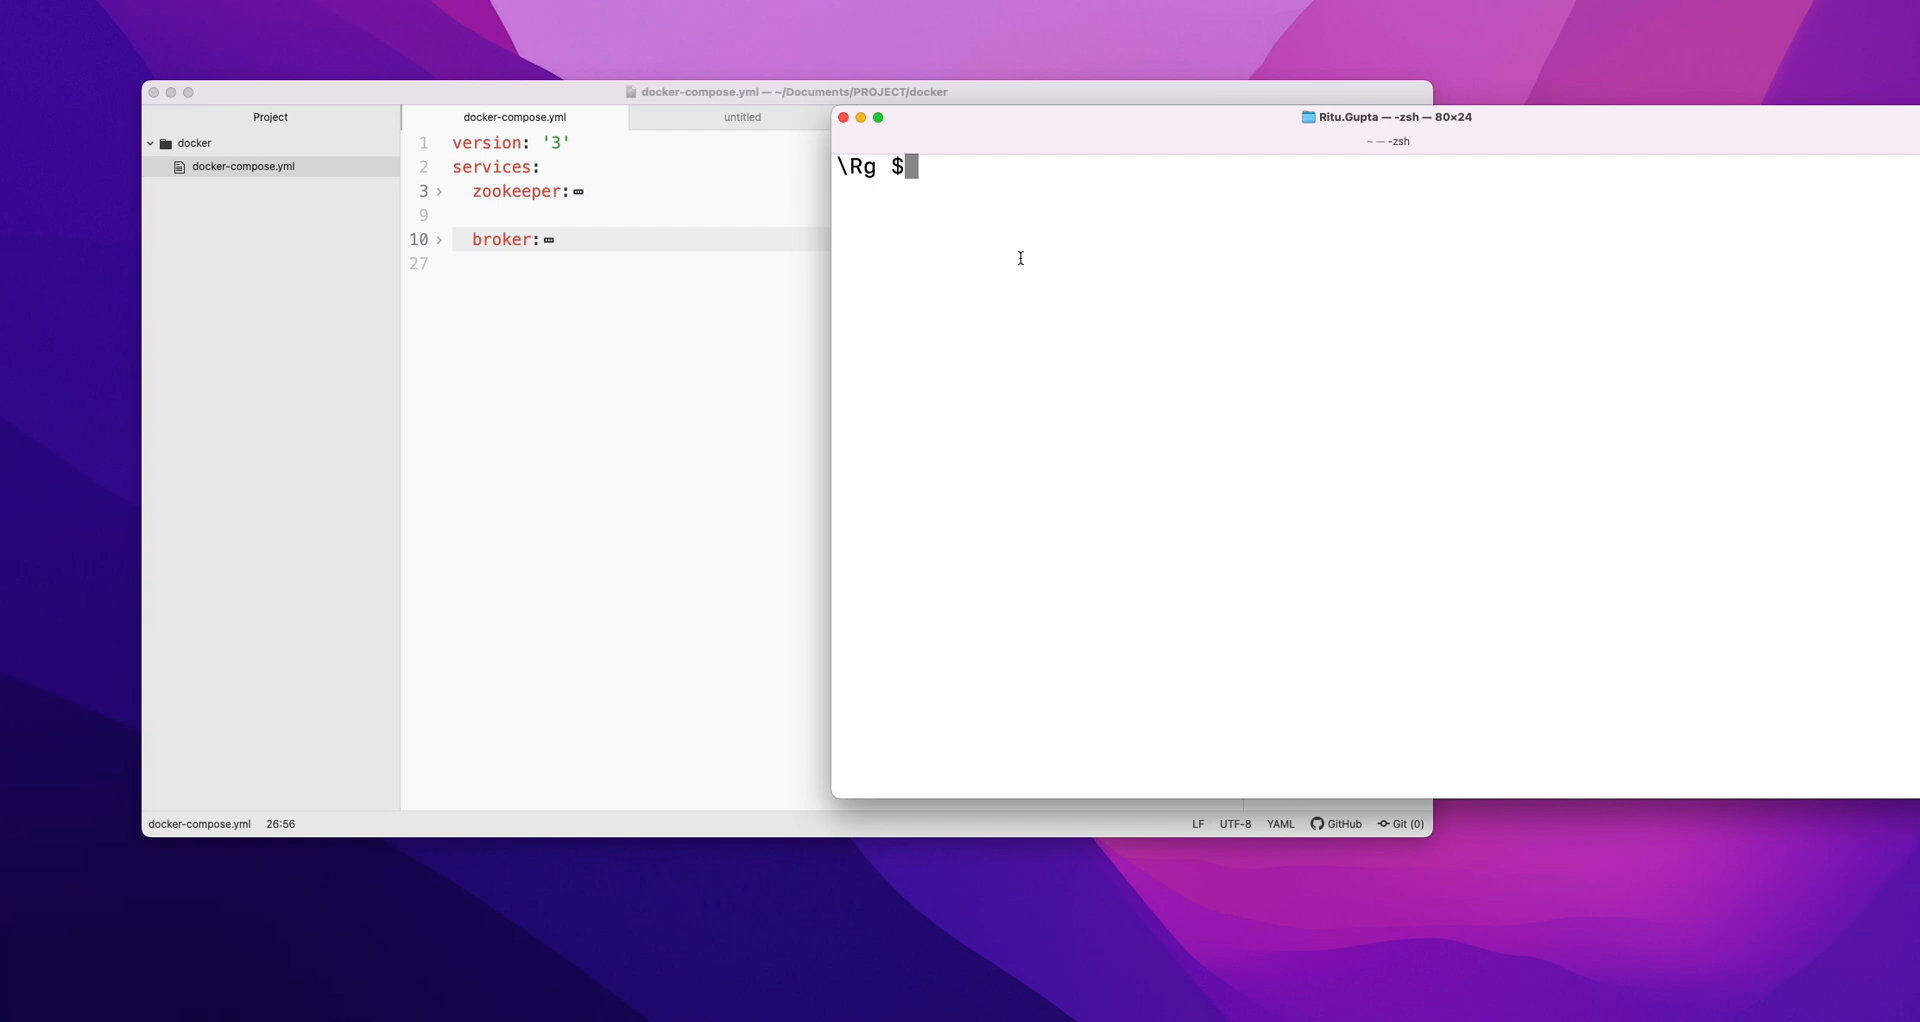 docker-compose.yml — ~/Documents/PROJECT/docker
Project
docker
docker-compose.yml
docker-compose.yml
untitled
1 version: '3'
2 services:
3 zookeeper:
9
10 broker:
27
docker-compose.yml 26:56
LF UTF-8 YAML GitHub Git (0)
Ritu.Gupta — -zsh — 80×24
~ — -zsh
\Rg $